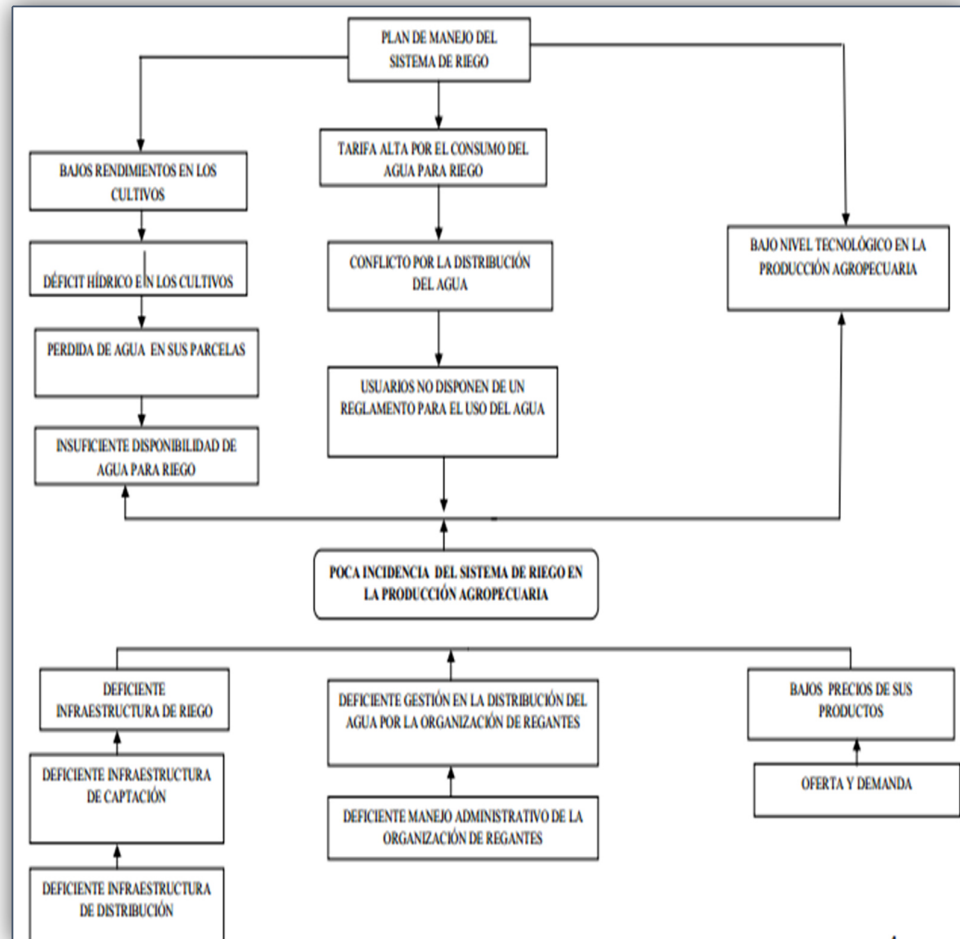 PLAN DE MANEJO DEL
SISTEMA DE RIEGO
TARIFA ALTA POR EL CONSUMO DEL
AGUA PARA RIEGO
BAJOS RENDIMIENTOS EN LOS
CULTIVOS
CONFLICTO POR LA DISTRIBUCIÓN
DEL AGUA
BAJO NIVEL TECNOLÓGICO EN LA
PRODUCCIÓN AGROPECUARIA
DÉFICIT HÍDRICO EN LOS CULTIVOS
PERDIDA DE AGUA EN SUS PARCELAS
USUARIOS NO DISPONEN DE UN
REGLAMENTO PARA EL USO DEL AGUA
INSUFICIENTE DISPONIBILIDAD DE
AGUA PARA RIEGO
POCA INCIDENCIA DEL SISTEMA DE RIEGO EN
LA PRODUCCIÓN AGROPECUARIA
DEFICIENTE
INFRAESTRUCTURA DE RIEGO
DEFICIENTE GESTIÓN EN LA DISTRIBUCIÓN DEL
AGUA POR LA ORGANIZACIÓN DE REGANTES
BAJOS PRECIOS DE SUS
PRODUCTOS
DEFICIENTE INFRAESTRUCTURA
DE CAPTACIÓN
OFERTA Y DEMANDA
DEFICIENTE MANEJO ADMINISTRATIVO DE LA
ORGANIZACIÓN DE REGANTES
DEFICIENTE INFRAESTRUCTURA
DE DISTRIBUCIÓN